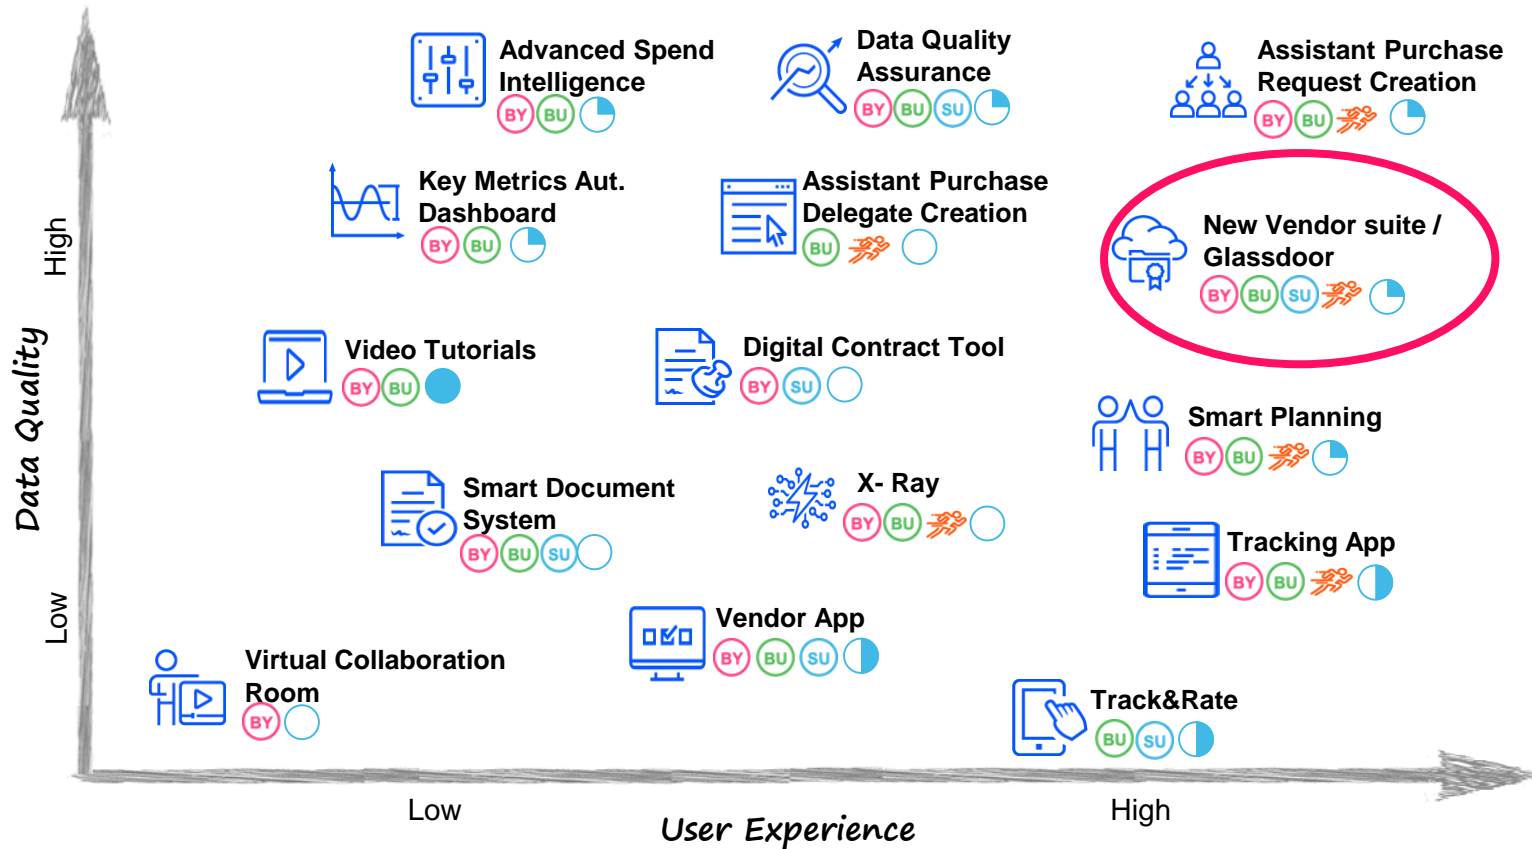 Advanced Spend
Intelligence
BY BU
Data Quality
Assurance
BY BU SU
Assistant Purchase
Request Creation
BY BU
Key Metrics Aut.
Dashboard
BY BU
Assistant Purchase
Delegate Creation
BU
New Vendor suite /
Glassdoor
BY BU SU
High
Video Tutorials
BY BU
Digital Contract Tool
BY SU
Smart Planning
BY BU
Data Quality
Smart Document
System
BY BU SU
X- Ray
BY BU
Tracking App
BY BU
Low
Vendor App
BY BU SU
Virtual Collaboration
Room
BY
Track&Rate
BU SU
Low
High
User Experience